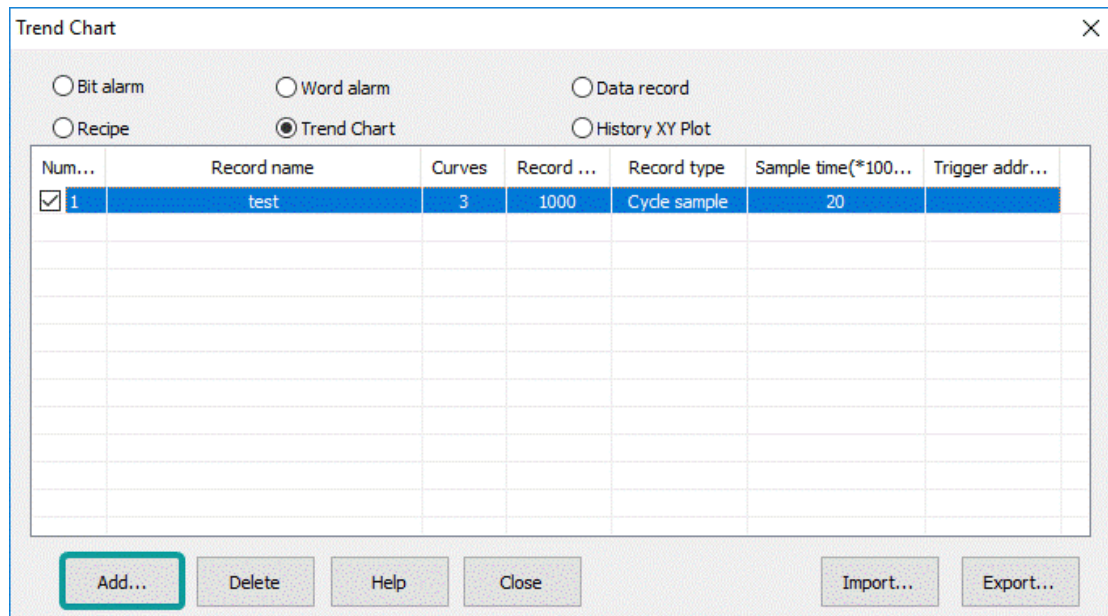 Trend Chart
Bit alarm Word alarm Data record
Recipe Trend Chart History XY Plot
Num... Record name Curves Record ... Record type Sample time(*100... Trigger addr...
1 test 3 1000 Cycle sample 20
Add... Delete Help Close Import... Export...